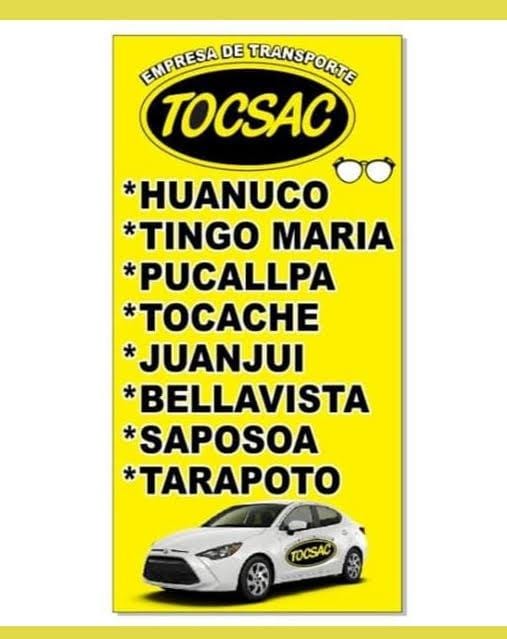 EMPRESA DE TRANSPORTE
TOCSAC
*HUANUCO
*TINGO MARIA
*PUCALLPA
*TOCACHE
*JUANJUI
*BELLAVISTA
*SAPOSOA
*TARAPOTO
TOCSAC